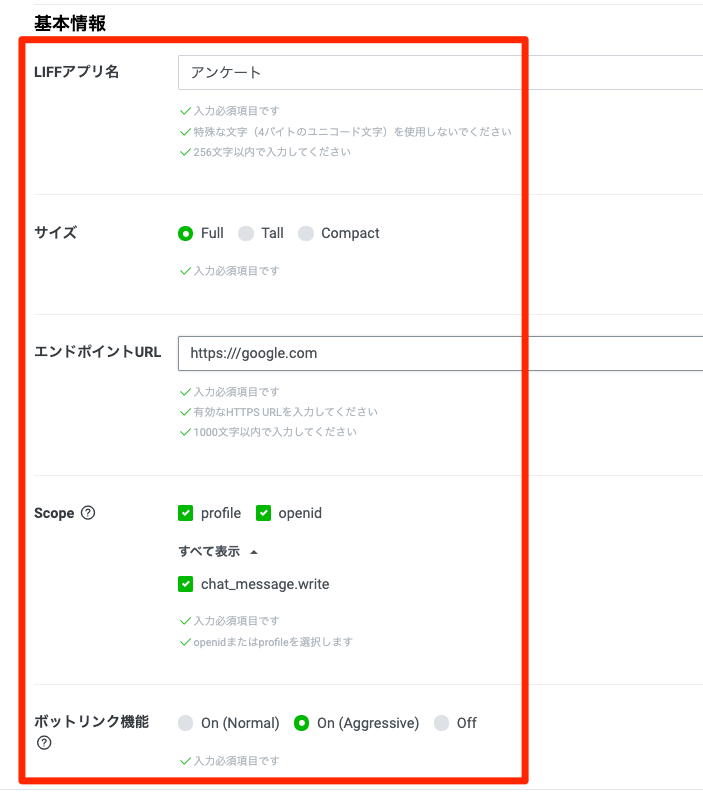 基本情報
LIFFアプリ名
アンケート
入力必須項目です
特殊な文字（4バイトのユニコード文字）を使用しないでください
256文字以内で入力してください
サイズ
Full Tall Compact
入力必須項目です
エンドポイントURL
https:///google.com
入力必須項目です
有効なHTTPS URLを入力してください
1000文字以内で入力してください
Scope ?
profile openid
すべて表示
chat_message.write
入力必須項目です
openidまたはprofileを選択します
ボットリンク機能
?
On (Normal) On (Aggressive) Off
入力必須項目です